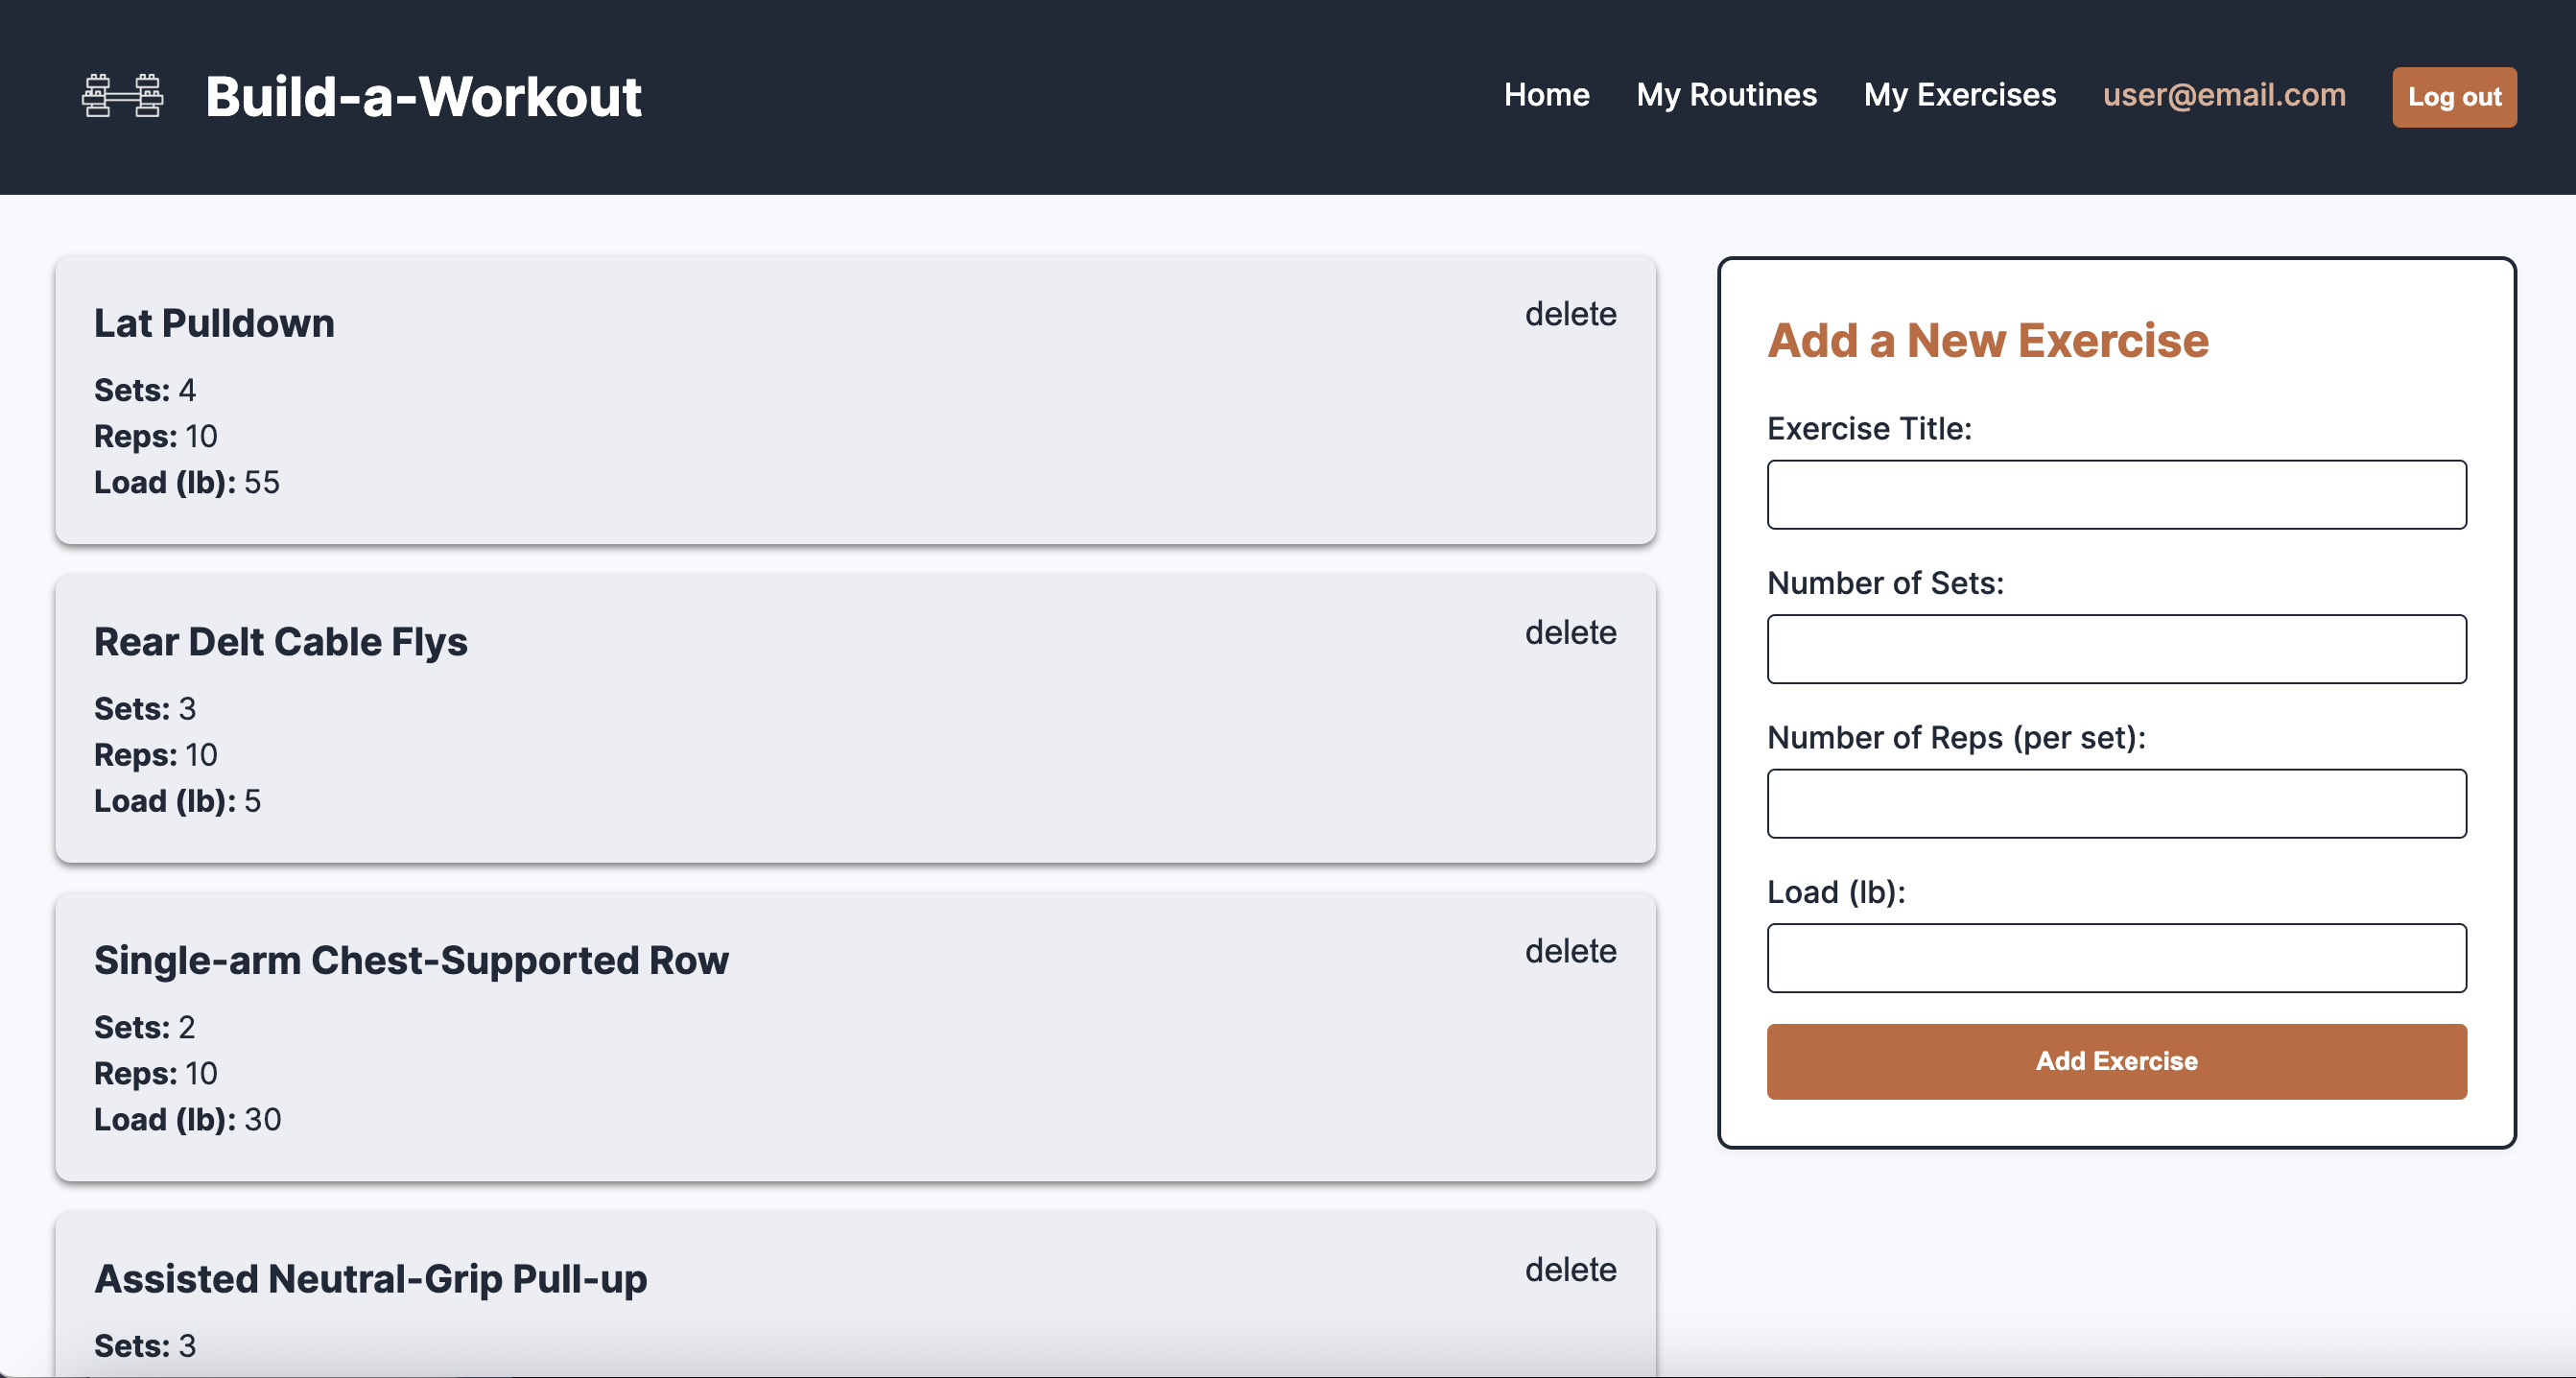 Build-a-Workout
Home My Routines My Exercises user@email.com Log out
Lat Pulldown
delete
Sets: 4
Reps: 10
Load (lb): 55
Rear Delt Cable Flys
delete
Sets: 3
Reps: 10
Load (lb): 5
Single-arm Chest-Supported Row
delete
Sets: 2
Reps: 10
Load (lb): 30
Assisted Neutral-Grip Pull-up
delete
Sets: 3
Add a New Exercise
Exercise Title:
Number of Sets:
Number of Reps (per set):
Load (lb):
Add Exercise